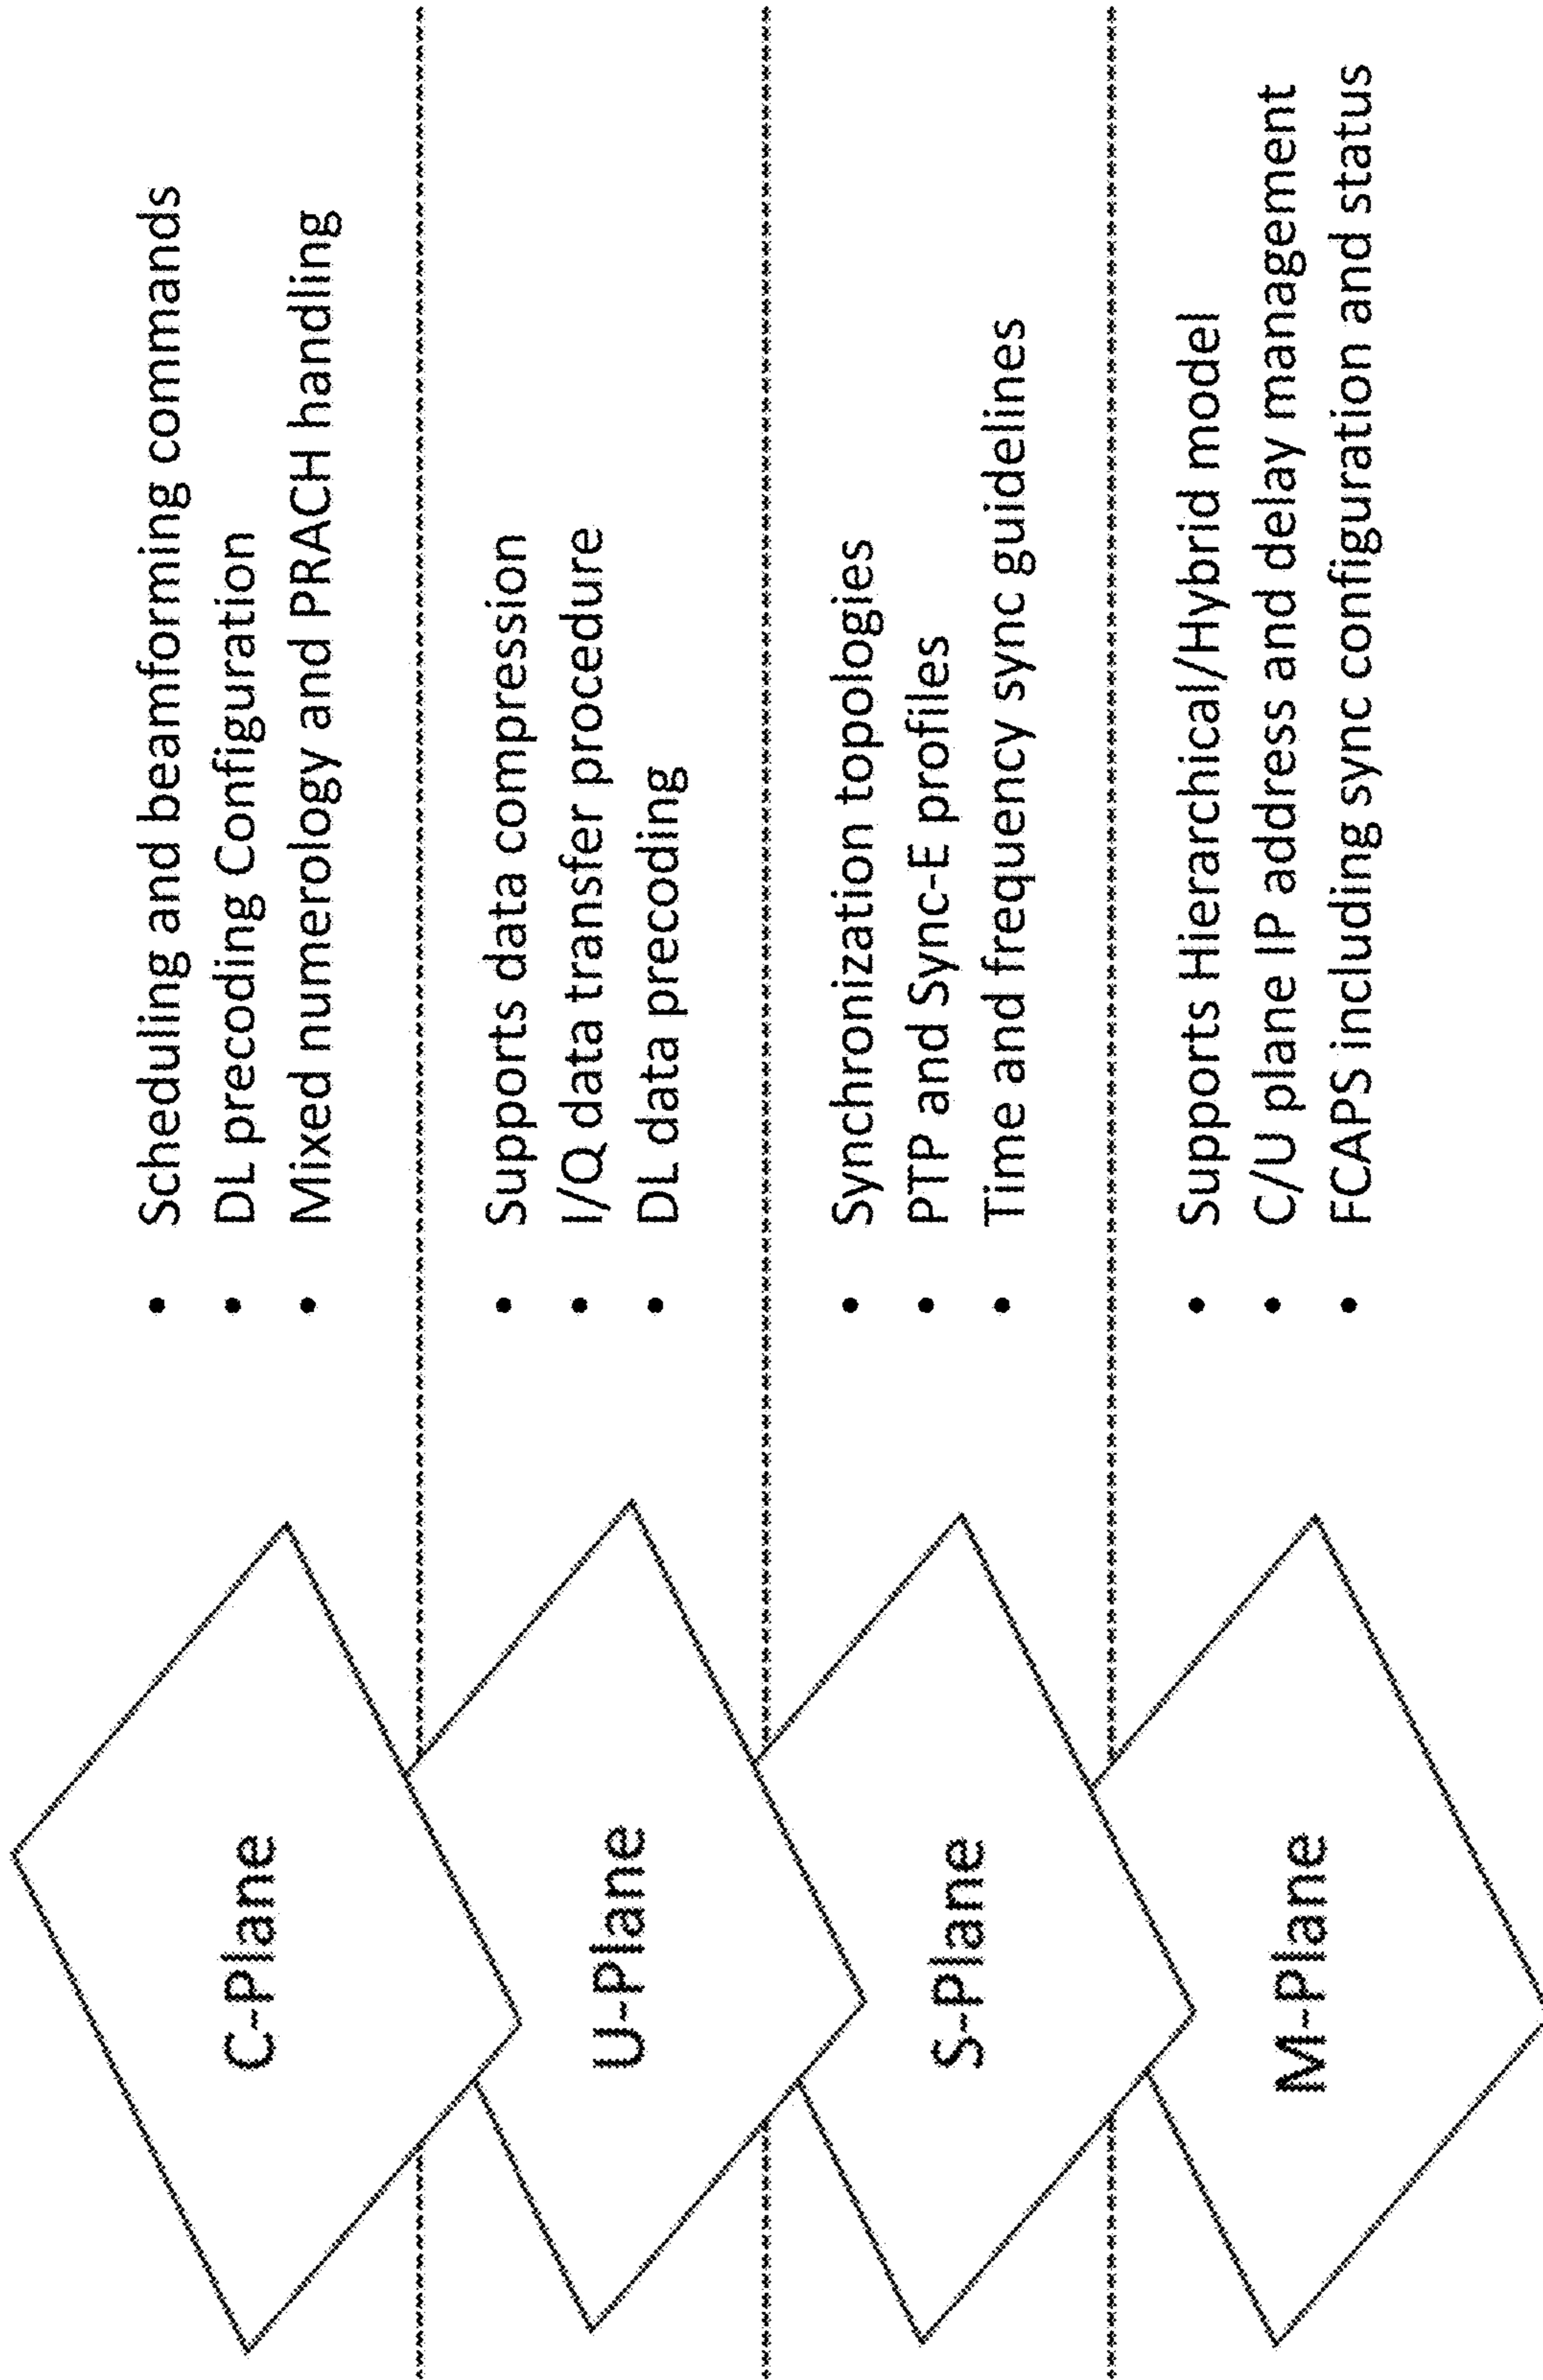 C-Plane
• Scheduling and beamforming commands
• DL precoding Configuration
• Mixed numerology and PRACH handling
U-Plane
• Supports data compression
• I/Q data transfer procedure
• DL data precoding
S-Plane
• Synchronization topologies
• PTP and Sync-E profiles
• Time and frequency sync guidelines
M-Plane
• Supports Hierarchical/Hybrid model
• C/U plane IP address and delay management
• FCAPS including sync configuration and status